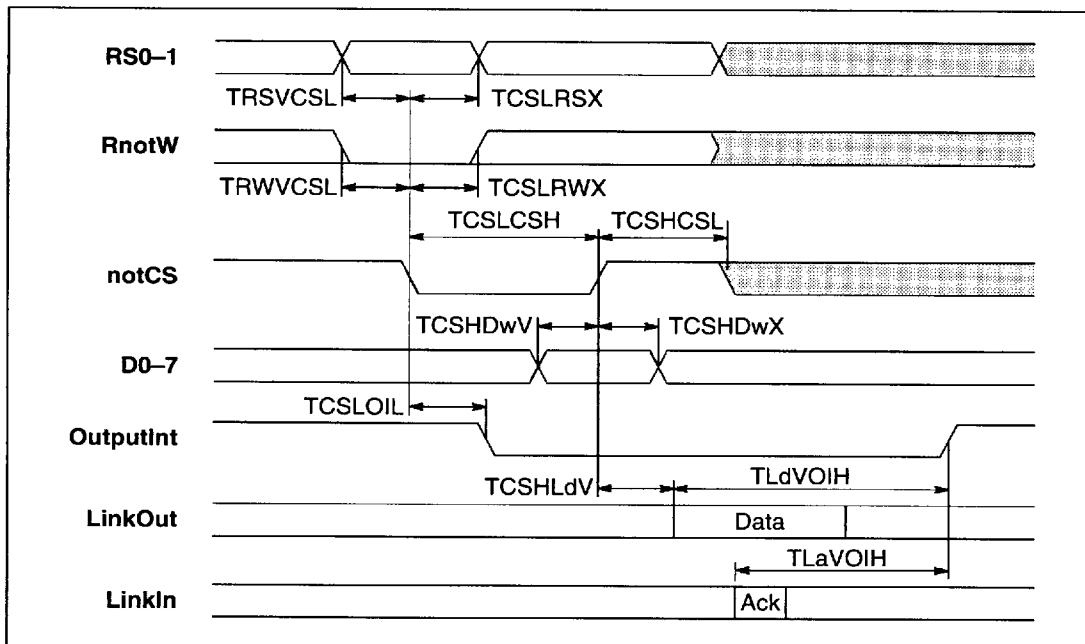 RS0–1
TRSVCSL TCSLRSX
RnotW
TRWVCSL TCSLRWX
TCSLCSH TCSHCSL
notCS
TCSHDwV TCSHDwX
D0–7
TCSLOIL
OutputInt
TCSHLdV TLdVOIH
LinkOut Data
TLaVOIH
LinkIn Ack